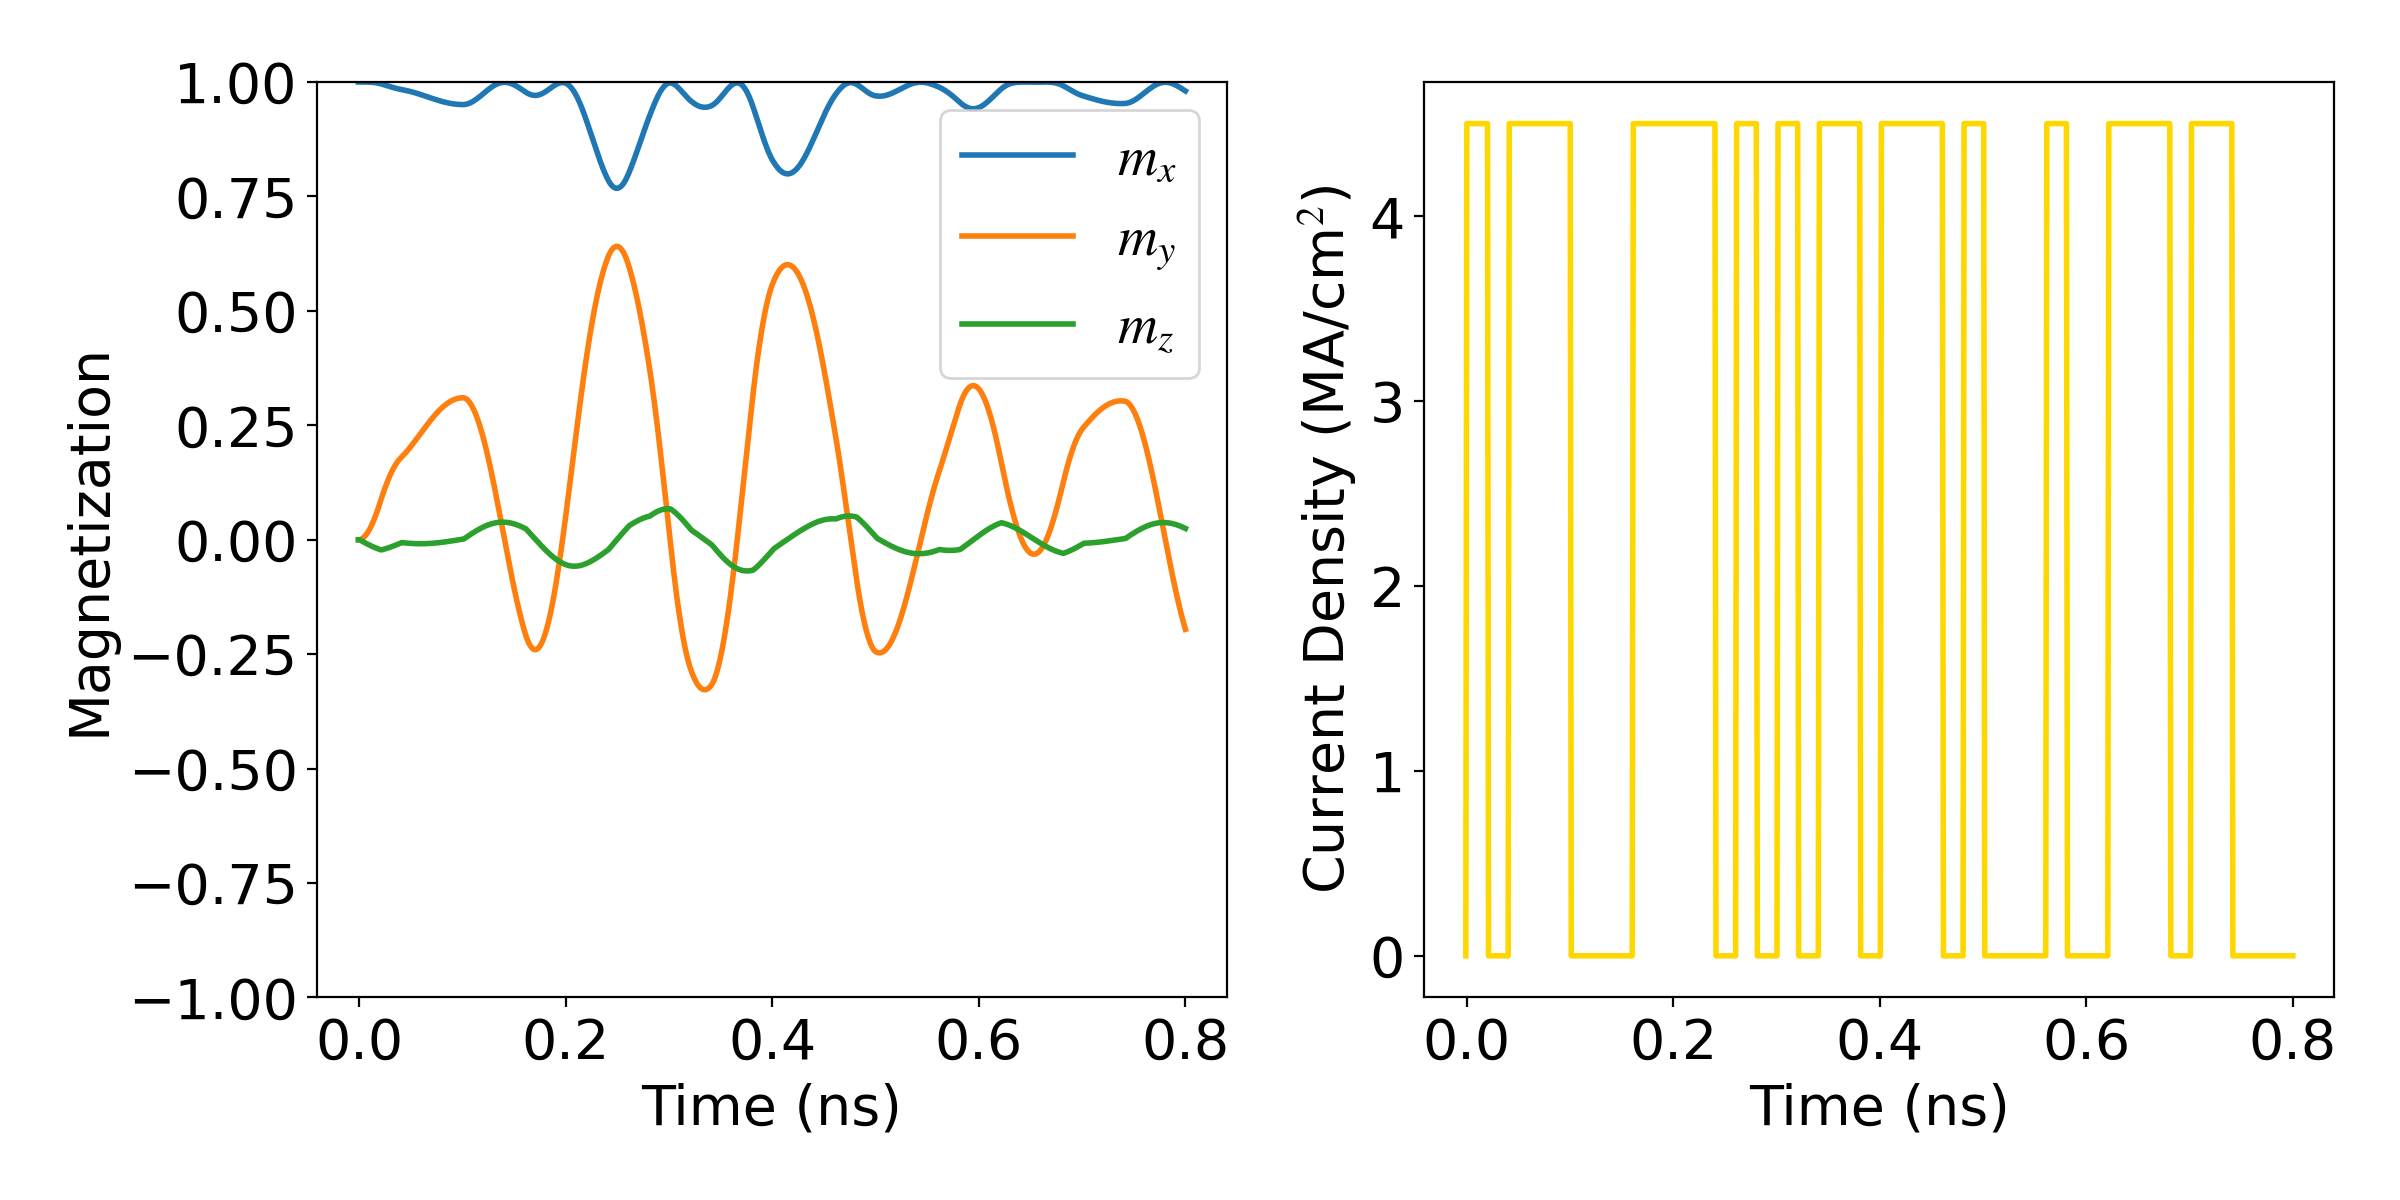 1.00
0.75
0.50
0.25
0.00
−0.25
−0.50
−0.75
−1.00
Magnetization
0.0 0.2 0.4 0.6 0.8
Time (ns)
m_x
m_y
m_z
4
3
2
1
0
Current Density (MA/cm²)
0.0 0.2 0.4 0.6 0.8
Time (ns)